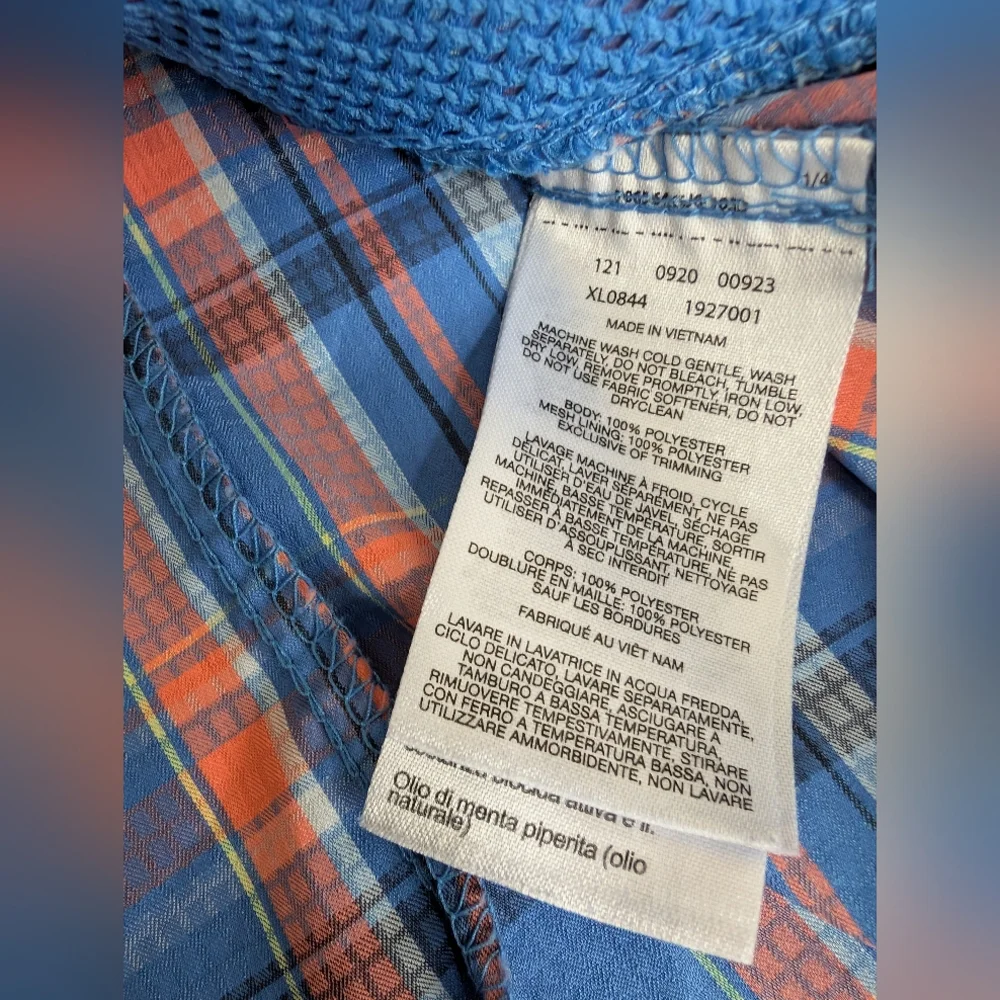 1/4
121 0920 00923
XL0844 1927001
MADE IN VIETNAM
MACHINE WASH COLD GENTLE, WASH
SEPARATELY, DO NOT BLEACH, TUMBLE
DRY LOW, REMOVE PROMPTLY, IRON LOW,
DO NOT USE FABRIC SOFTENER, DO NOT
DRYCLEAN
BODY: 100% POLYESTER
MESH LINING: 100% POLYESTER
EXCLUSIVE OF TRIMMING
LAVAGE MACHINE À FROID, CYCLE
DÉLICAT, LAVER SÉPAREMENT, NE PAS
UTILISER D'EAU DE JAVEL, SÉCHAGE
MACHINE, BASSE TEMPÉRATURE, SORTIR
IMMÉDIATEMENT DE LA MACHINE,
REPASSER À BASSE TEMPÉRATURE, NE PAS
UTILISER D'ASSOUPLISSANT, NETTOYAGE
À SEC INTERDIT
CORPS: 100% POLYESTER
DOUBLURE EN MAILLE: 100% POLYESTER
SAUF LES BORDURES
FABRIQUÉ AU VIÊT NAM
LAVARE IN LAVATRICE IN ACQUA FREDDA,
CICLO DELICATO, LAVARE SEPARATAMENTE,
NON CANDEGGIARE, ASCIUGARE A
TAMBURO A BASSA TEMPERATURA,
RIMUOVERE TEMPESTIVAMENTE, STIRARE
CON FERRO A TEMPERATURA BASSA, NON
UTILIZZARE AMMORBIDENTE, NON LAVARE
Olio di menta piperita (olio
naturale)